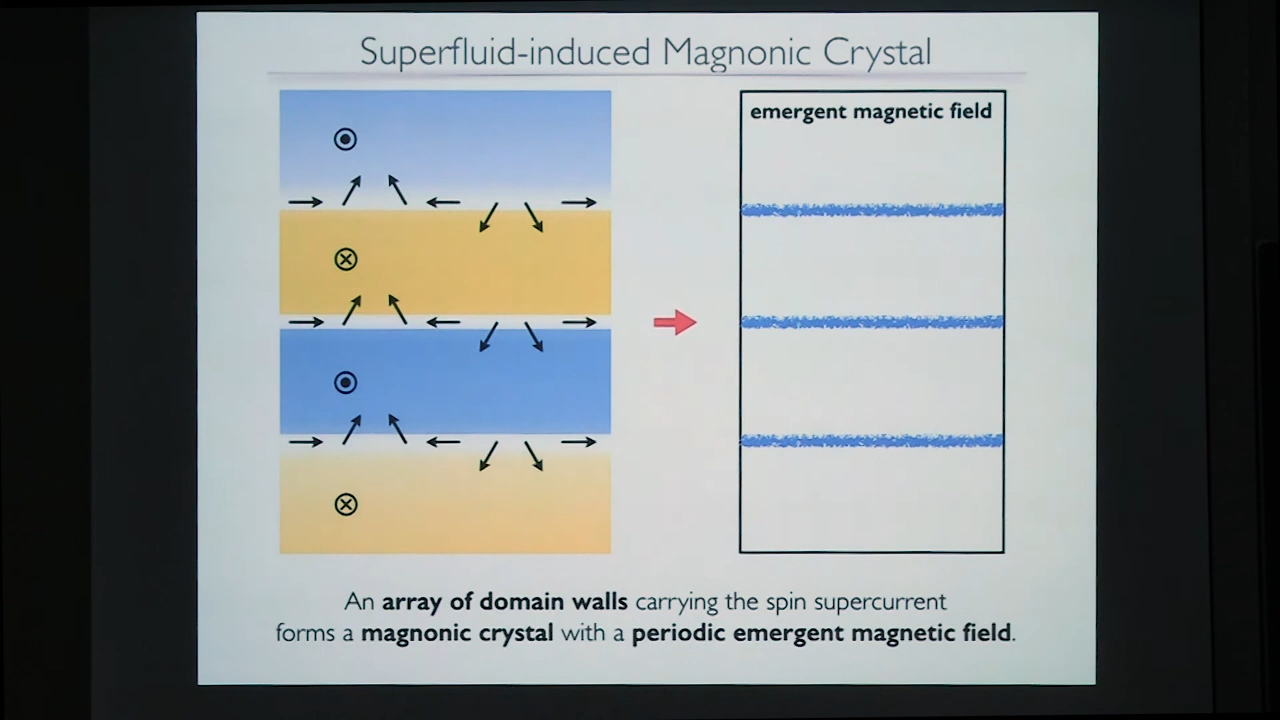 Superfluid-induced Magnonic Crystal
emergent magnetic field
An array of domain walls carrying the spin supercurrent
forms a magnonic crystal with a periodic emergent magnetic field.